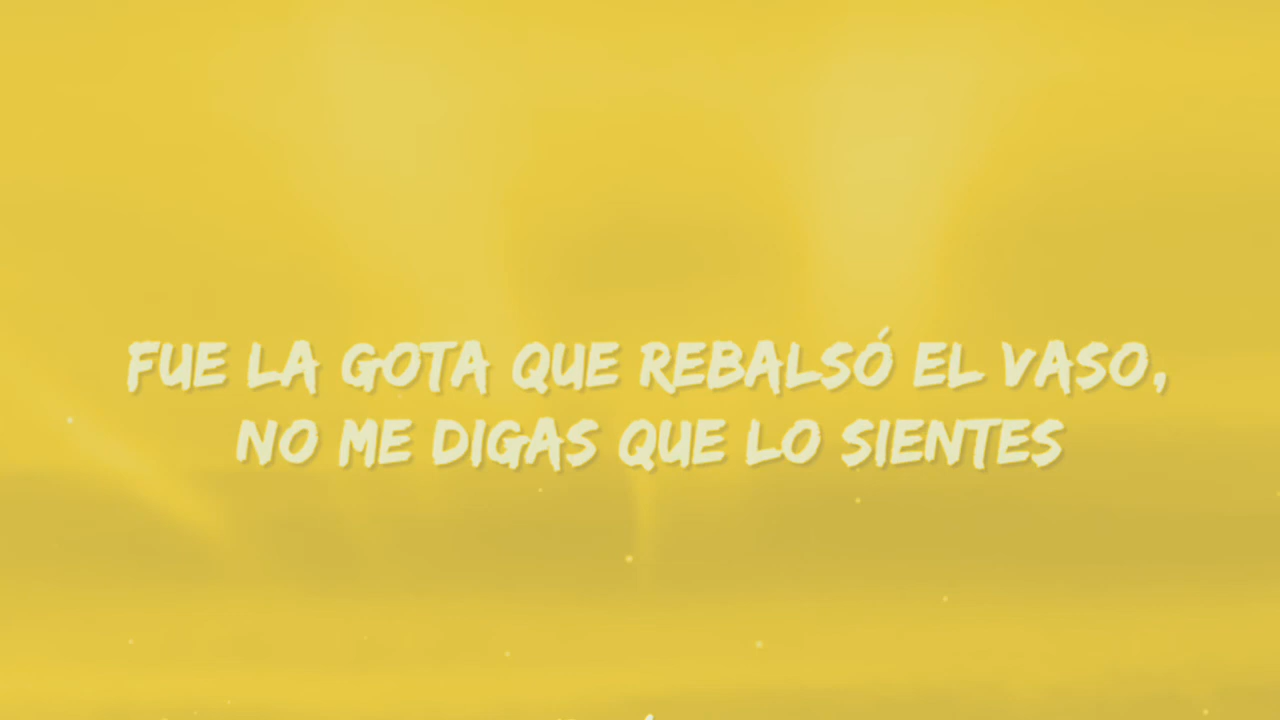 FUE LA GOTA QUE REBALSÓ EL VASO,
NO ME DIGAS QUE LO SIENTES